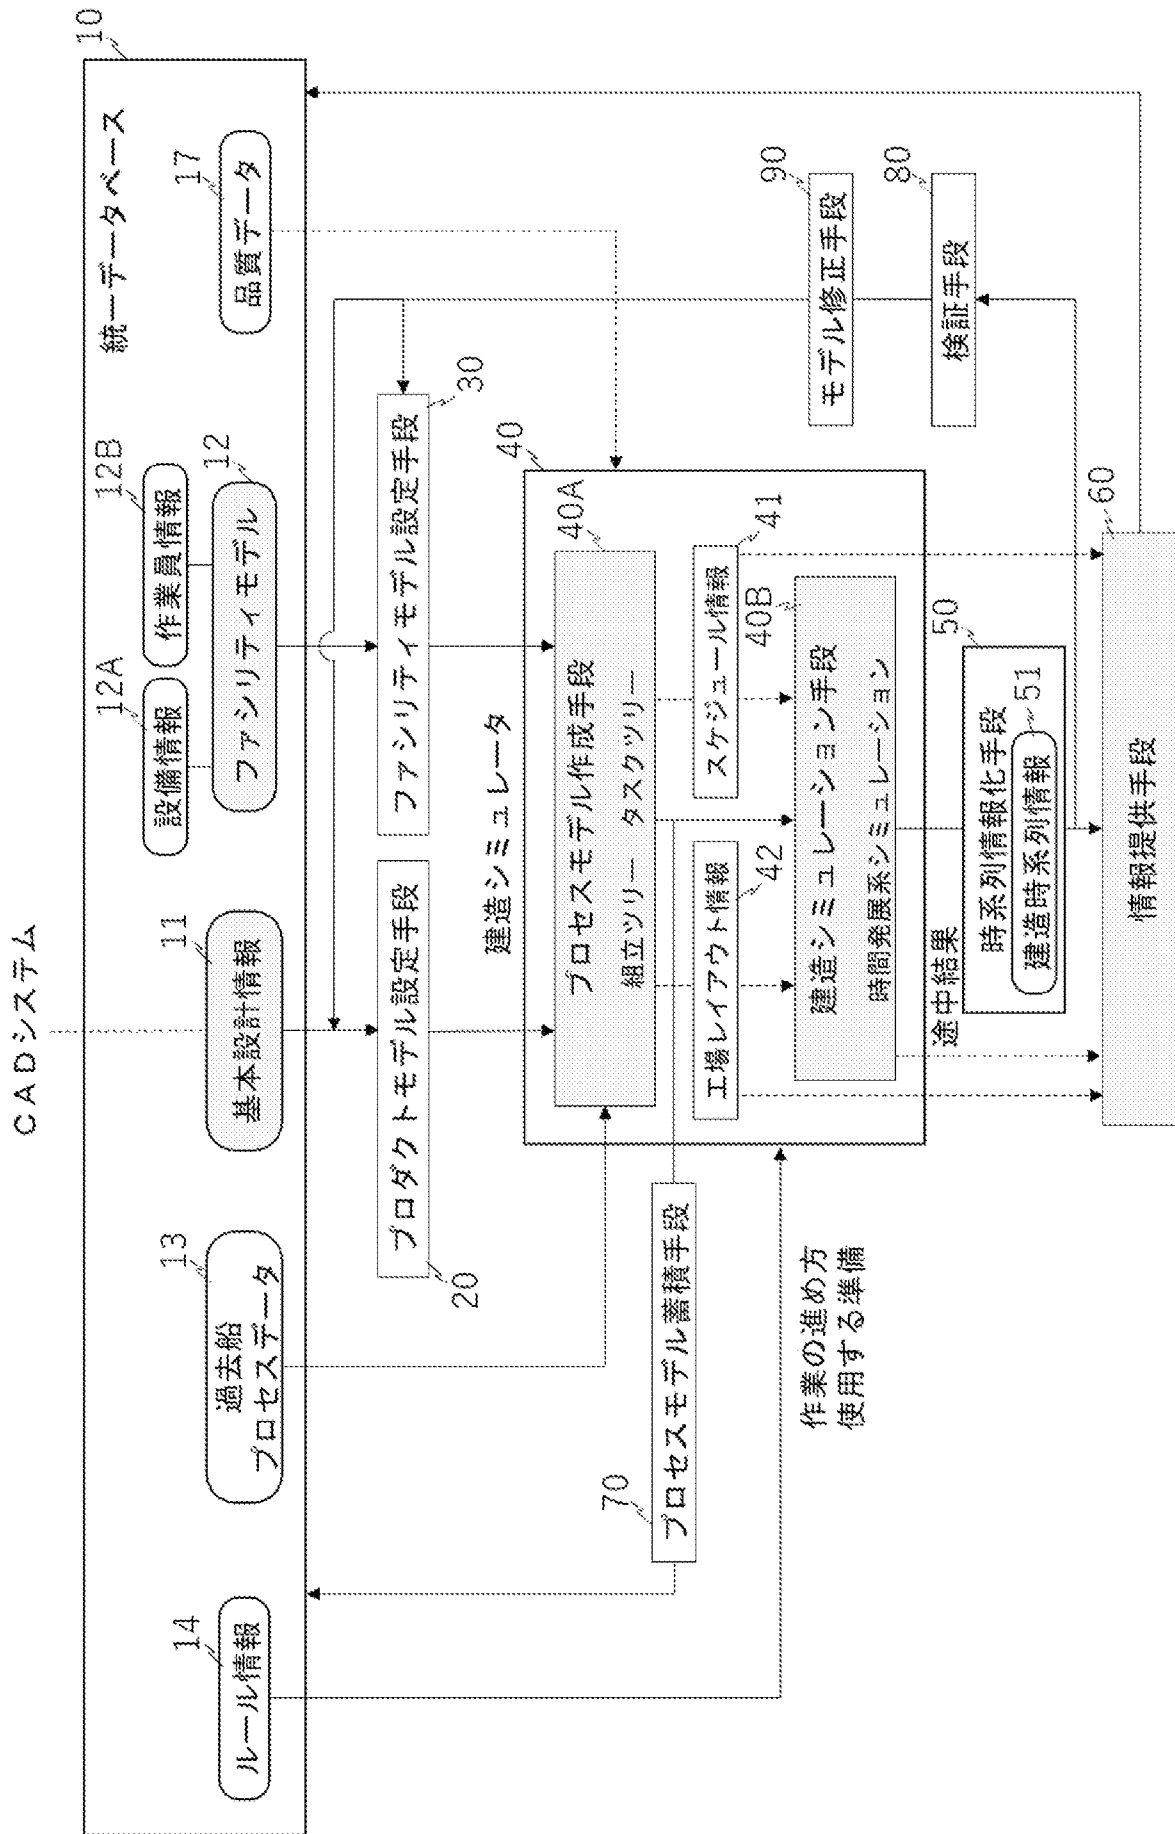 CADシステム
10
統一データベース
14
ルール情報
13
過去船
プロセスデータ
11
基本設計情報
12A
設備情報
12B
作業員情報
12
ファシリティモデル
17
品質データ
20
プロダクトモデル設定手段
30
ファシリティモデル設定手段
建造シミュレータ
40
40A
プロセスモデル作成手段
組立ツリー タスクツリー
42
工場レイアウト情報
41
スケジュール情報
40B
建造シミュレーション手段
時間発展系シミュレーション
70
プロセスモデル蓄積手段
作業の進め方
使用する準備
90
モデル修正手段
80
検証手段
途中結果
50
時系列情報化手段
建造時系列情報
51
60
情報提供手段